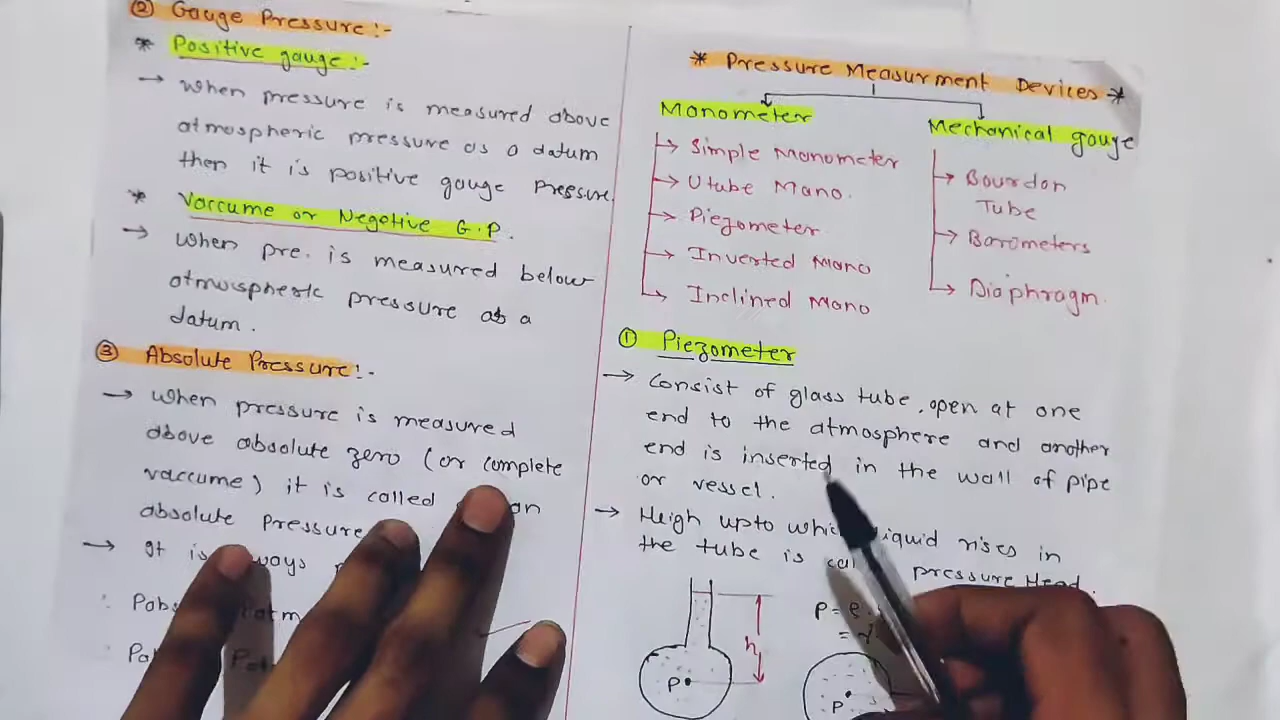 ② Gauge Pressure:-
* Positive gauge:-
→ When pressure is measured above
atmospheric pressure as a datum
then it is positive gauge pressure.
* Vaccume or Negetive G.P.
→ When pre. is measured below
atmospheric pressure as a
datum.
③ Absolute Pressure:-
→ When pressure is measured
above absolute zero (or complete
vaccume) it is called an
absolute Pressure
→ It is
* Pressure Measurment Devices *
Manometer
→ Simple Manometer
→ Utube Mano.
→ Piezometer
→ Inverted Mano
→ Inclined Mano
Mechanical gauge
→ Bourdon
Tube
→ Barometers
→ Diaphragm.
① Piezometer
→ Consist of glass tube, open at one
end to the atmosphere and another
end is inserted in the wall of pipe
or vessel.
→ Heigh upto which liquid rises in
the tube is pressure Head.
h
P
P =
=
P